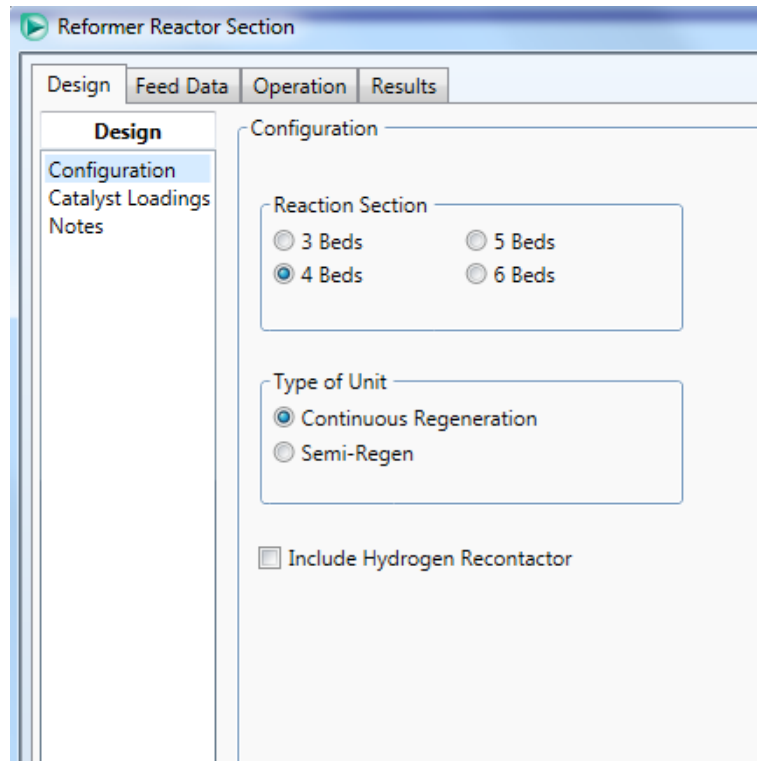 Reformer Reactor Section
Design Feed Data Operation Results
Design
Configuration
Catalyst Loadings
Notes
Configuration
Reaction Section
3 Beds 5 Beds
4 Beds 6 Beds
Type of Unit
Continuous Regeneration
Semi-Regen
Include Hydrogen Recontactor